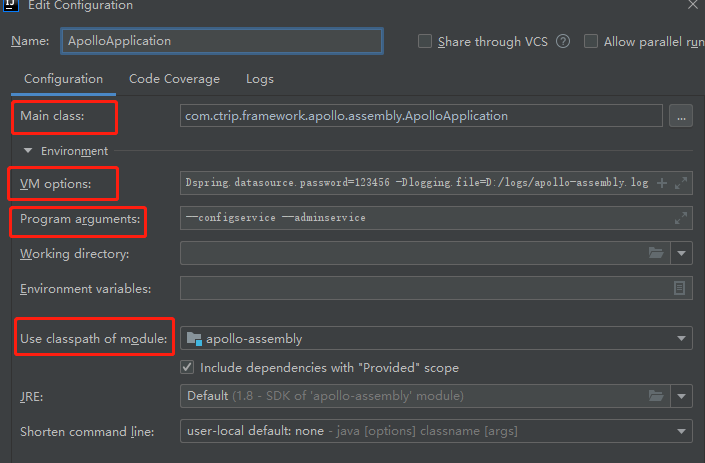 IJ Edit Configuration
Name: ApolloApplication Share through VCS ? Allow parallel run
Configuration Code Coverage Logs
Main class: com.ctrip.framework.apollo.assembly.ApolloApplication ...
Environment
VM options: Dspring.datasource.password=123456 -Dlogging.file=D:/logs/apollo-assembly.log
Program arguments: --configservice --adminservice
Working directory:
Environment variables:
Use classpath of module: apollo-assembly
Include dependencies with "Provided" scope
JRE: Default (1.8 - SDK of 'apollo-assembly' module)
Shorten command line: user-local default: none - java [options] classname [args]